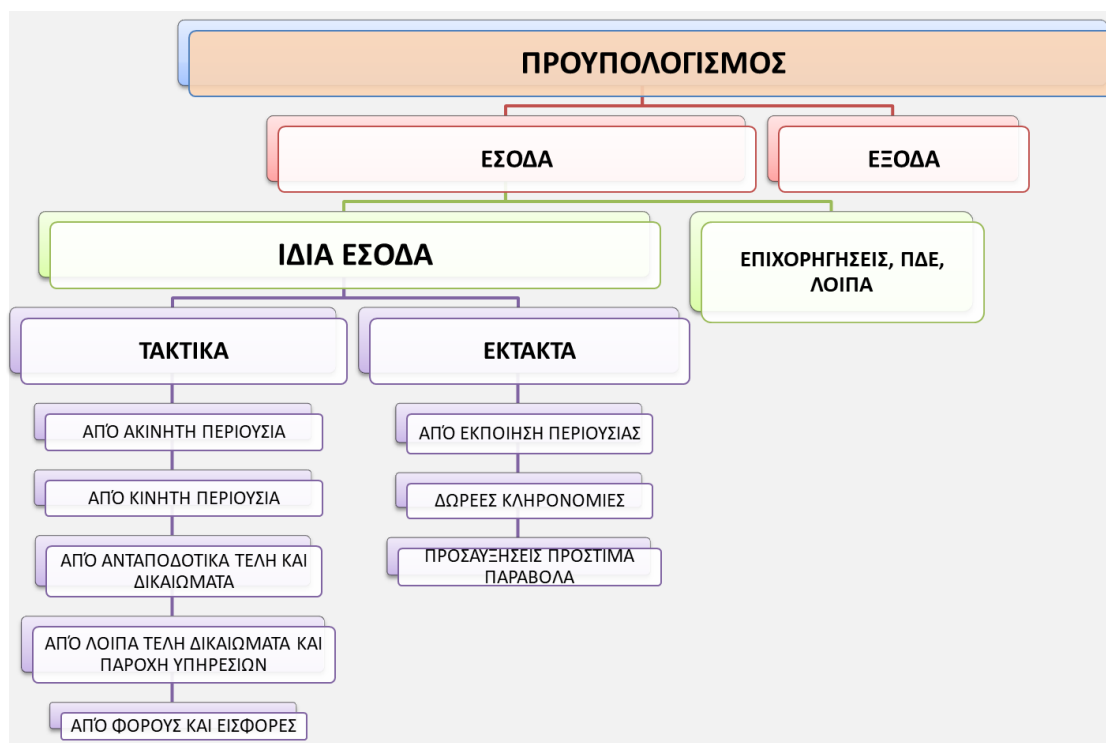 ΠΡΟΥΠΟΛΟΓΙΣΜΟΣ
ΕΣΟΔΑ
ΕΞΟΔΑ
ΙΔΙΑ ΕΣΟΔΑ
ΕΠΙΧΟΡΗΓΗΣΕΙΣ, ΠΔΕ,
ΛΟΙΠΑ
ΤΑΚΤΙΚΑ
ΑΠΌ ΑΚΙΝΗΤΗ ΠΕΡΙΟΥΣΙΑ
ΑΠΌ ΚΙΝΗΤΗ ΠΕΡΙΟΥΣΙΑ
ΑΠΌ ΑΝΤΑΠΟΔΟΤΙΚΑ ΤΕΛΗ ΚΑΙ
ΔΙΚΑΙΩΜΑΤΑ
ΑΠΌ ΛΟΙΠΑ ΤΕΛΗ ΔΙΚΑΙΩΜΑΤΑ ΚΑΙ
ΠΑΡΟΧΗ ΥΠΗΡΕΣΙΩΝ
ΑΠΌ ΦΟΡΟΥΣ ΚΑΙ ΕΙΣΦΟΡΕΣ
ΕΚΤΑΚΤΑ
ΑΠΌ ΕΚΠΟΙΗΣΗ ΠΕΡΙΟΥΣΙΑΣ
ΔΩΡΕΕΣ ΚΛΗΡΟΝΟΜΙΕΣ
ΠΡΟΣΑΥΞΗΣΕΙΣ ΠΡΟΣΤΙΜΑ
ΠΑΡΑΒΟΛΑ